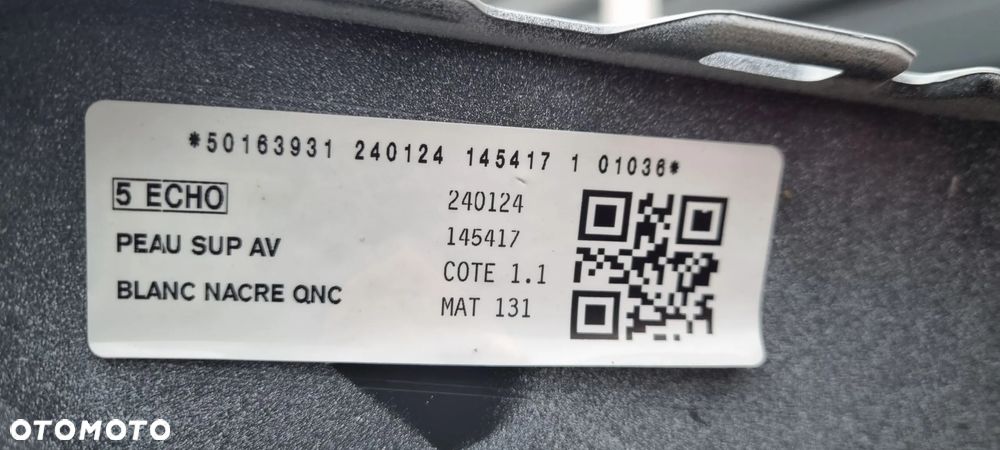 *50163931 240124 145417 1 01036*
5 ECHO
240124
PEAU SUP AV
145417
COTE 1.1
BLANC NACRE QNC
MAT 131
OTOMOTO